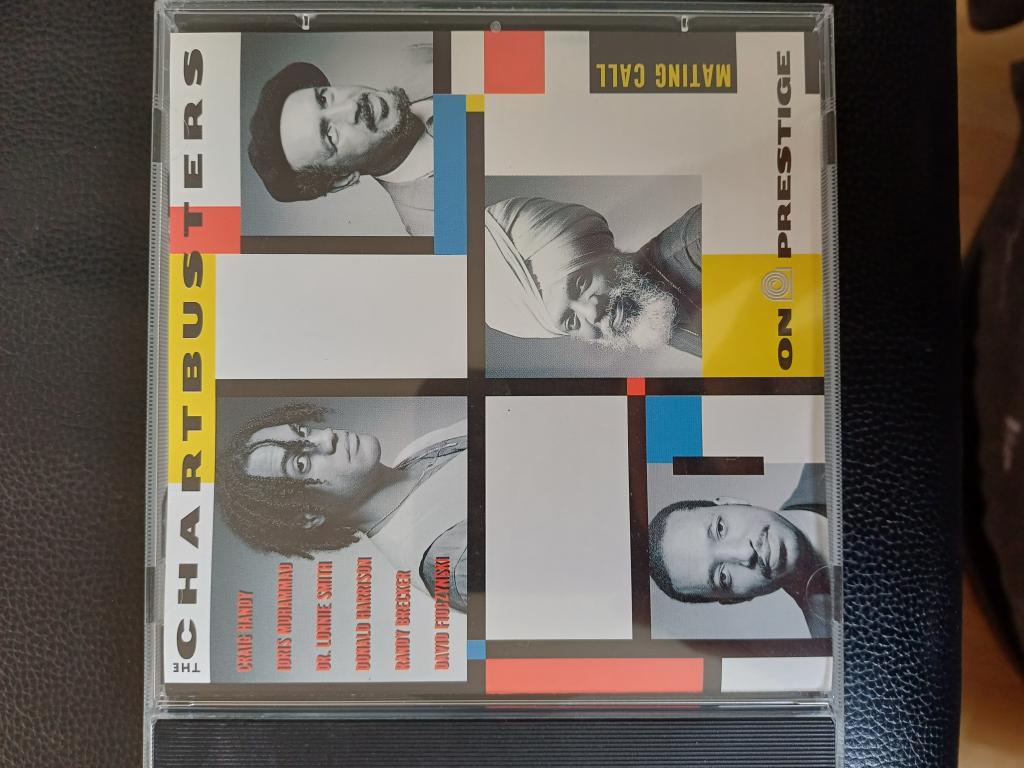 THE CHARTBUSTERS
CRAIG HANDY
IDRIS MUHAMMAD
DR. LONNIE SMITH
DONALD HARRISON
RANDY BRECKER
DAVID FIUCZYNSKI
MATING CALL
ON PRESTIGE